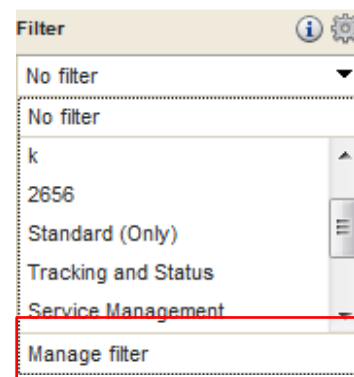 Filter
No filter
No filter
k
2656
Standard (Only)
Tracking and Status
Service Management
Manage filter